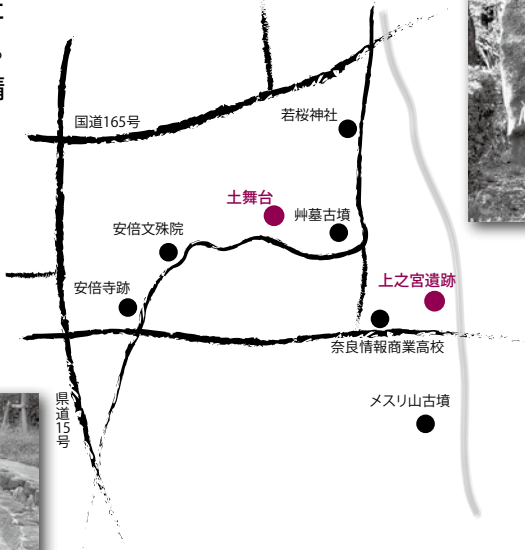 国道165号
若桜神社
土舞台
艸墓古墳
安倍文殊院
上之宮遺跡
安倍寺跡
奈良情報商業高校
県道15号
メスリ山古墳